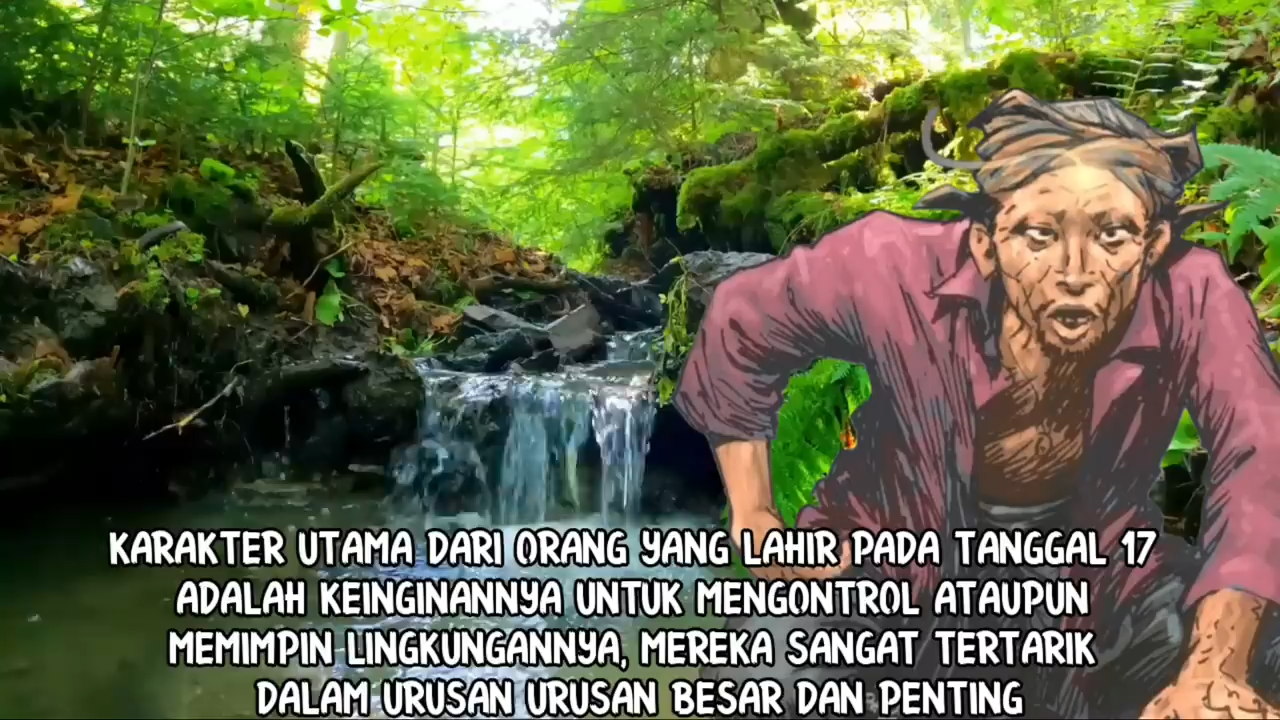 KARAKTER UTAMA DARI ORANG YANG LAHIR PADA TANGGAL 17
ADALAH KEINGINANNYA UNTUK MENGONTROL ATAUPUN
MEMIMPIN LINGKUNGANNYA, MEREKA SANGAT TERTARIK
DALAM URUSAN URUSAN BESAR DAN PENTING